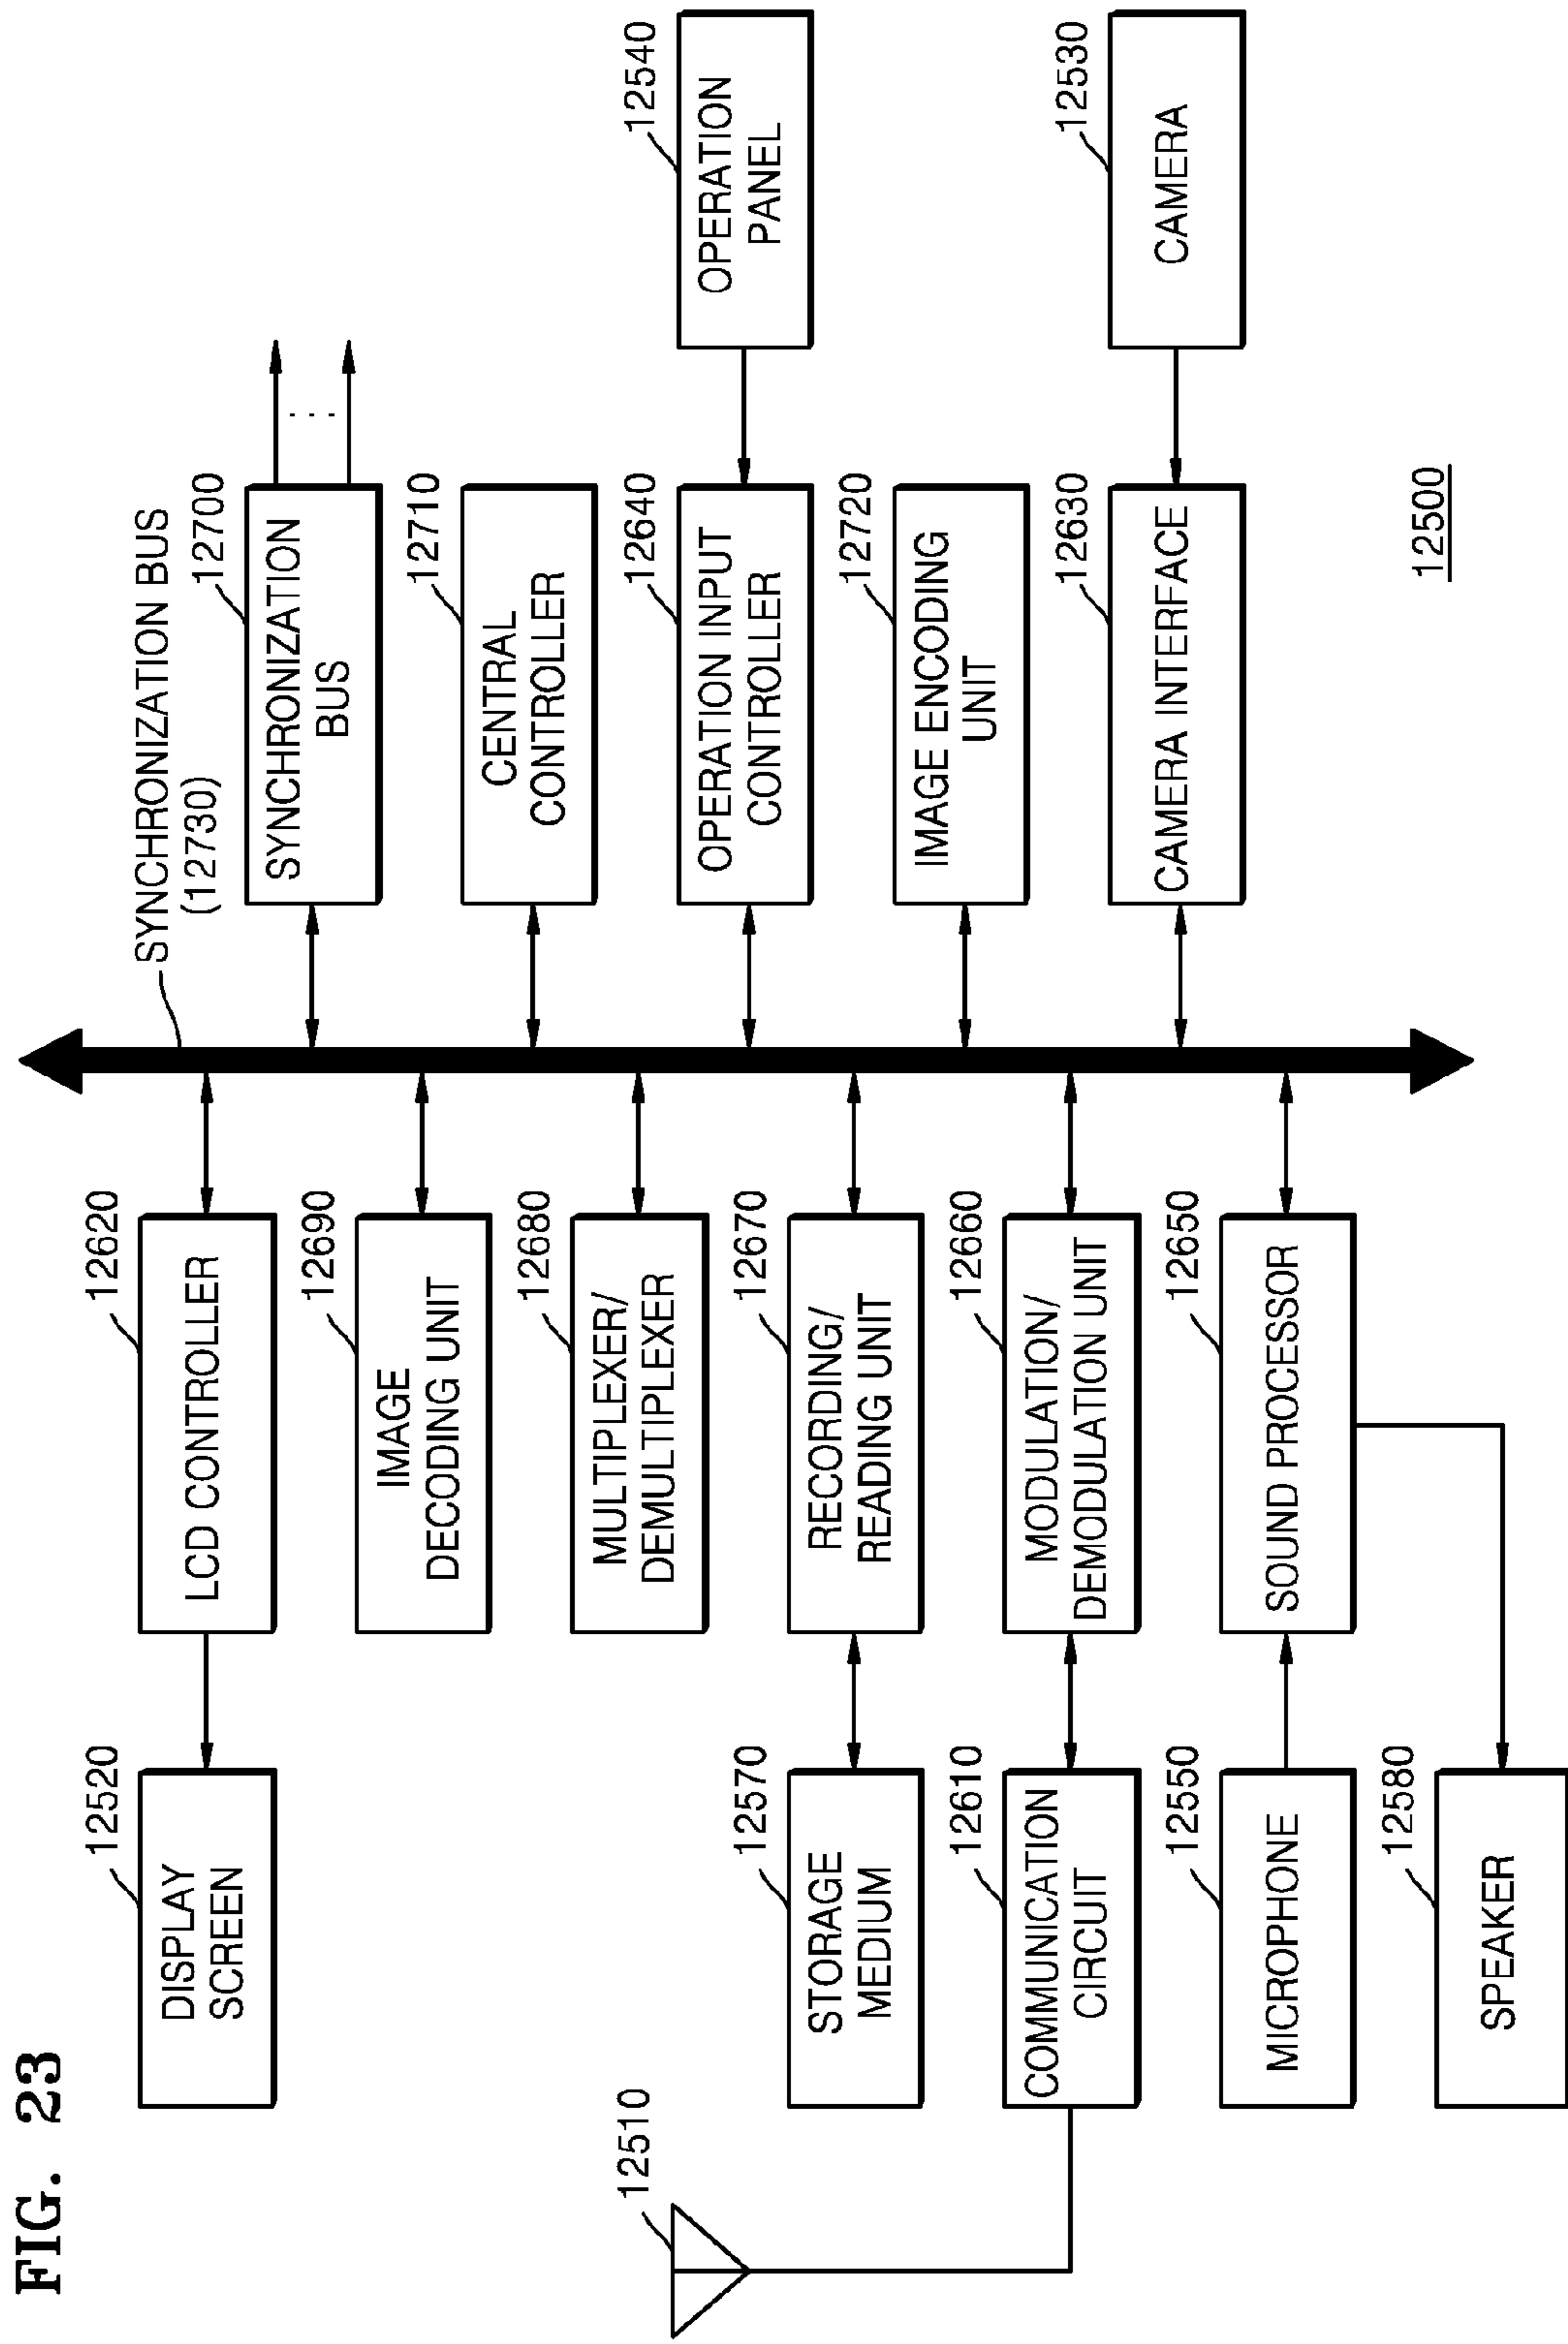 FIG. 23
12510
12520
DISPLAY
SCREEN
12620
LCD CONTROLLER
12690
IMAGE
DECODING UNIT
12680
MULTIPLEXER/
DEMULTIPLEXER
12570
STORAGE
MEDIUM
12670
RECORDING/
READING UNIT
12610
COMMUNICATION
CIRCUIT
12660
MODULATION/
DEMODULATION UNIT
12550
MICROPHONE
12650
SOUND PROCESSOR
12580
SPEAKER
SYNCHRONIZATION BUS
(12730)
12700
SYNCHRONIZATION
BUS
12710
CENTRAL
CONTROLLER
12640
OPERATION INPUT
CONTROLLER
12540
OPERATION
PANEL
12720
IMAGE ENCODING
UNIT
12630
CAMERA INTERFACE
12530
CAMERA
12500